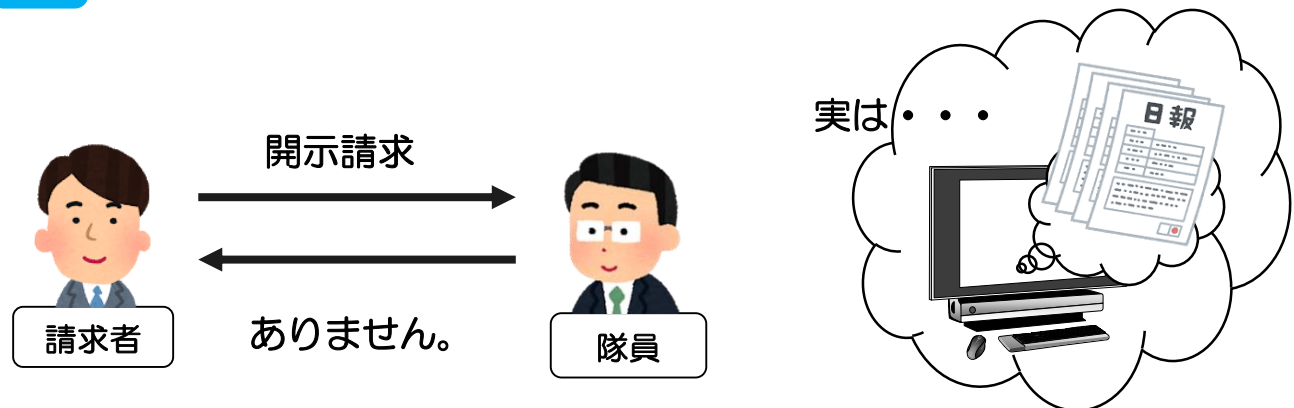 開示請求
ありません。
請求者
隊員
実は・・・
日報